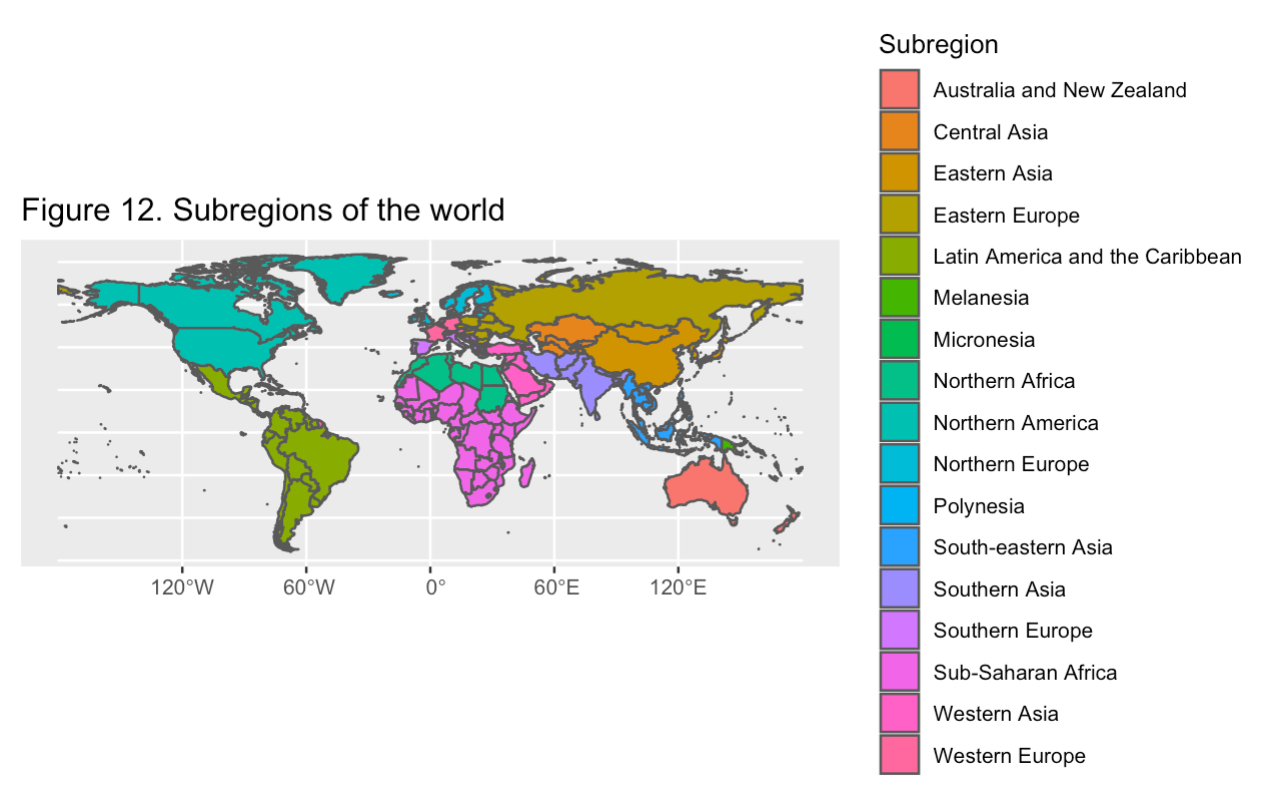 Figure 12. Subregions of the world
120°W 60°W 0° 60°E 120°E
Subregion
Australia and New Zealand
Central Asia
Eastern Asia
Eastern Europe
Latin America and the Caribbean
Melanesia
Micronesia
Northern Africa
Northern America
Northern Europe
Polynesia
South-eastern Asia
Southern Asia
Southern Europe
Sub-Saharan Africa
Western Asia
Western Europe